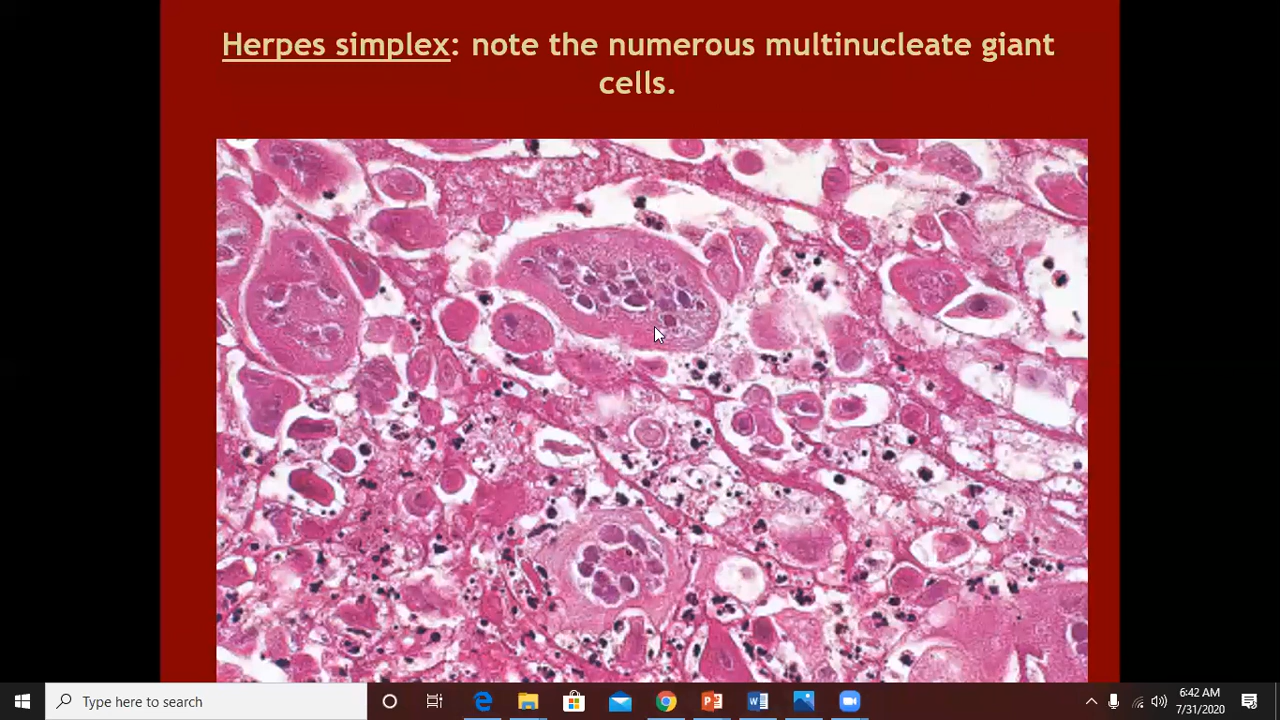 Herpes simplex: note the numerous multinucleate giant
cells.
Type here to search
6:42 AM
7/31/2020